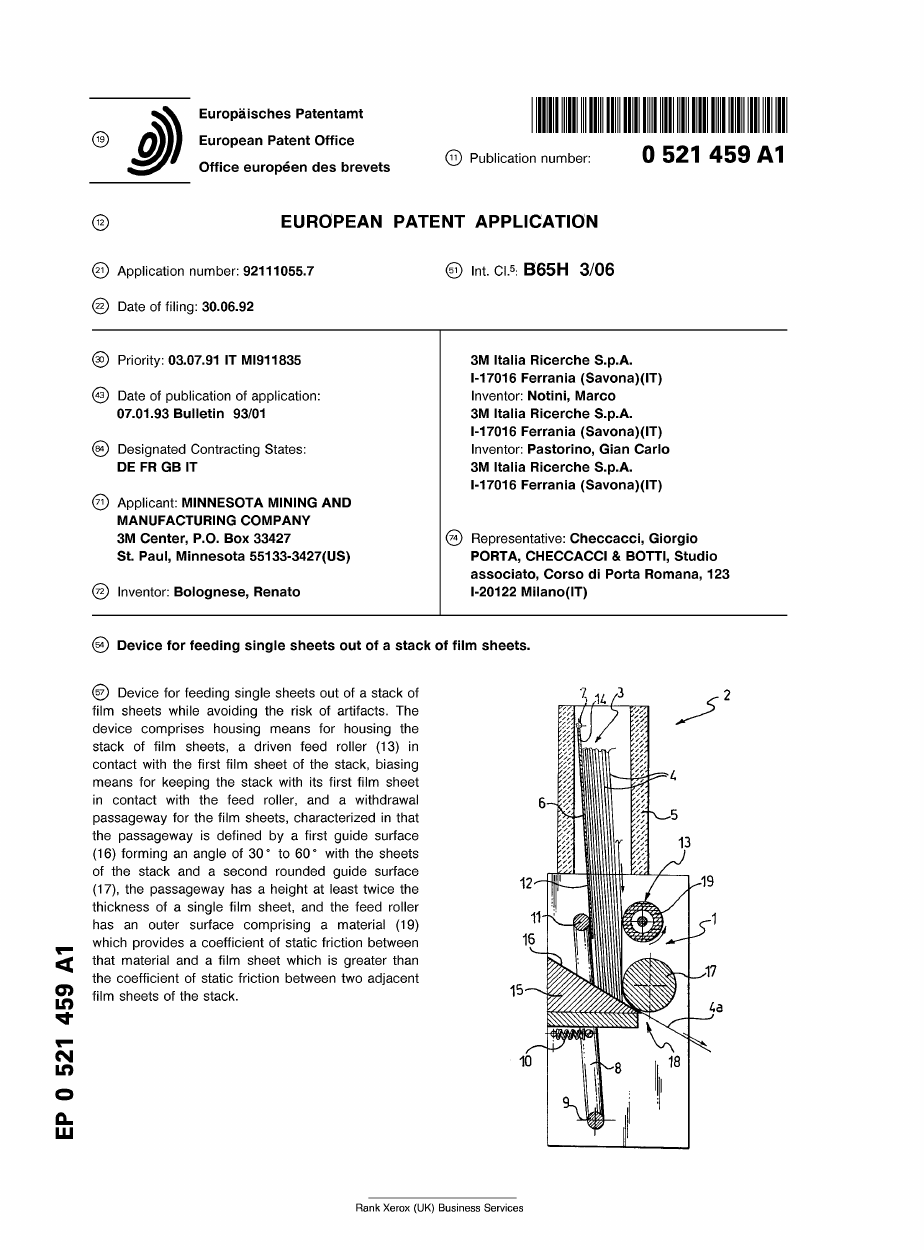 Europäisches Patentamt
(19) European Patent Office
Office européen des brevets
(11) Publication number: 0 521 459 A1
(12) EUROPEAN PATENT APPLICATION
(21) Application number: 92111055.7
(51) Int. Cl.5: B65H 3/06
(22) Date of filing: 30.06.92
(30) Priority: 03.07.91 IT MI911835
(43) Date of publication of application:
07.01.93 Bulletin 93/01
(84) Designated Contracting States:
DE FR GB IT
(71) Applicant: MINNESOTA MINING AND
MANUFACTURING COMPANY
3M Center, P.O. Box 33427
St. Paul, Minnesota 55133-3427(US)
(72) Inventor: Bolognese, Renato
3M Italia Ricerche S.p.A.
I-17016 Ferrania (Savona)(IT)
Inventor: Notini, Marco
3M Italia Ricerche S.p.A.
I-17016 Ferrania (Savona)(IT)
Inventor: Pastorino, Gian Carlo
3M Italia Ricerche S.p.A.
I-17016 Ferrania (Savona)(IT)
(74) Representative: Checcacci, Giorgio
PORTA, CHECCACCI & BOTTI, Studio
associato, Corso di Porta Romana, 123
I-20122 Milano(IT)
(54) Device for feeding single sheets out of a stack of film sheets.
(57) Device for feeding single sheets out of a stack of
film sheets while avoiding the risk of artifacts. The
device comprises housing means for housing the
stack of film sheets, a driven feed roller (13) in
contact with the first film sheet of the stack, biasing
means for keeping the stack with its first film sheet
in contact with the feed roller, and a withdrawal
passageway for the film sheets, characterized in that
the passageway is defined by a first guide surface
(16) forming an angle of 30° to 60° with the sheets
of the stack and a second rounded guide surface
(17), the passageway has a height at least twice the
thickness of a single film sheet, and the feed roller
has an outer surface comprising a material (19)
which provides a coefficient of static friction between
that material and a film sheet which is greater than
the coefficient of static friction between two adjacent
film sheets of the stack.
7 14 3 2
4
6 5
13
12 19
11 1
16 17
15
4a
10 8 18
9
EP 0 521 459 A1
Rank Xerox (UK) Business Services